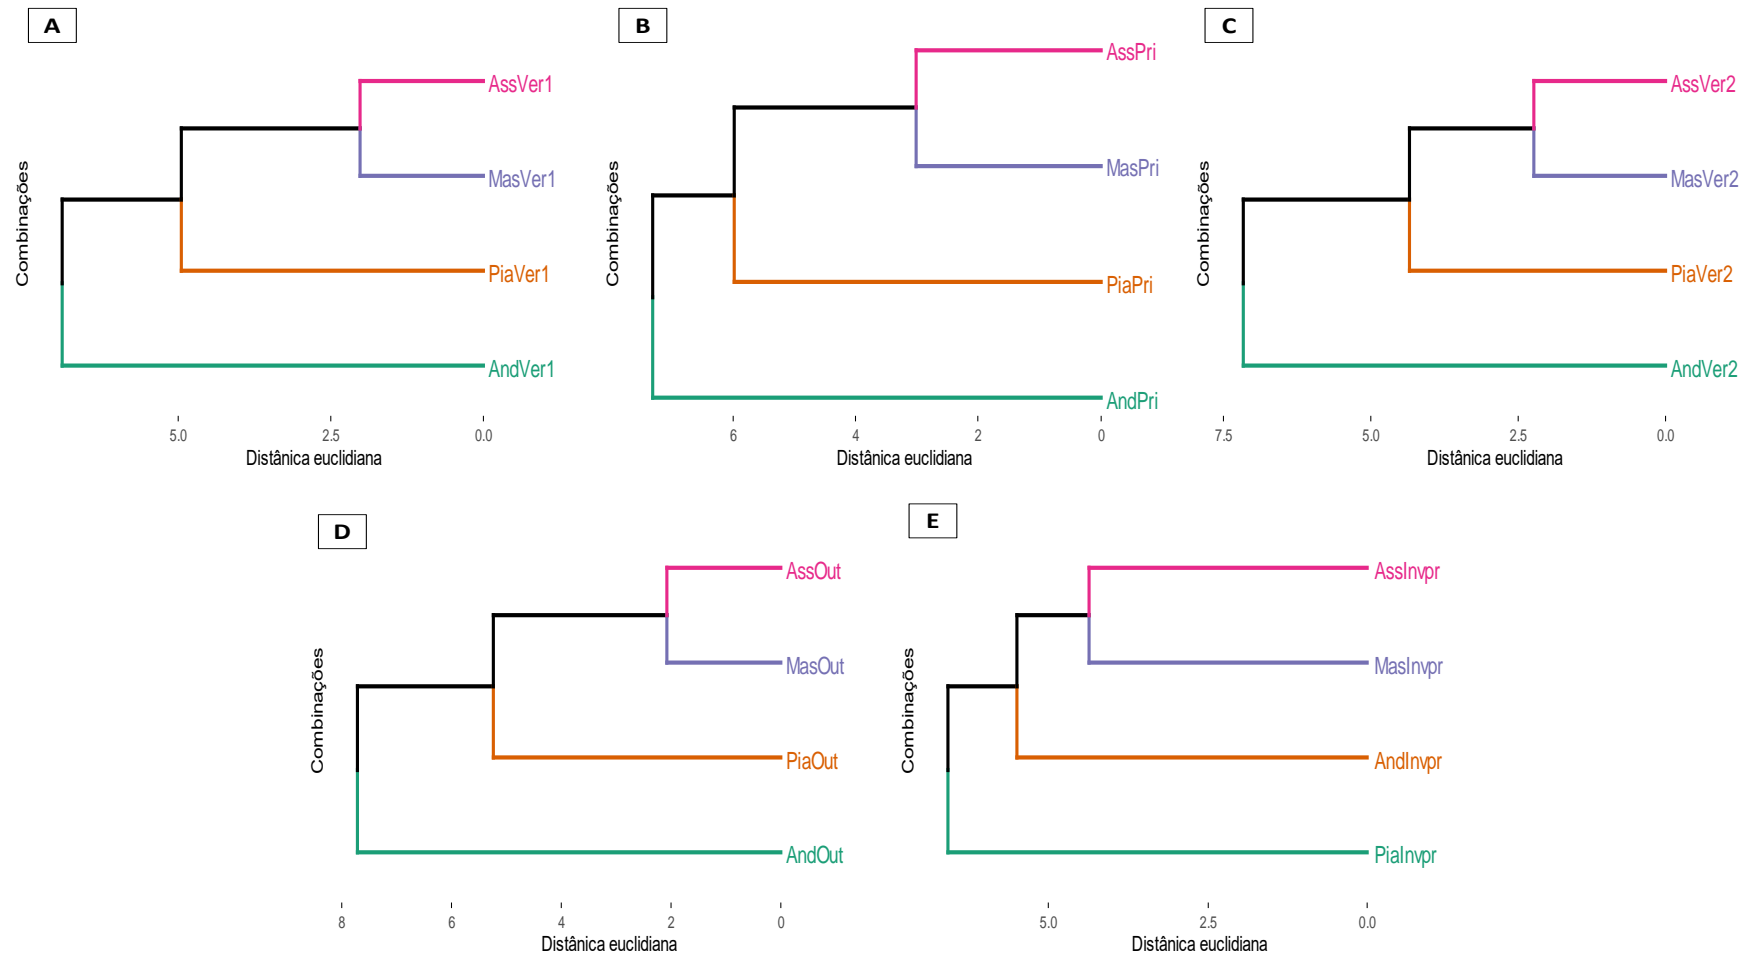 A
AssVer1
MasVer1
PiaVer1
AndVer1
Combinações
5.0 2.5 0.0
Distânica euclidiana
B
AssPri
MasPri
PiaPri
AndPri
Combinações
6 4 2 0
Distânica euclidiana
C
AssVer2
MasVer2
PiaVer2
AndVer2
Combinações
7.5 5.0 2.5 0.0
Distânica euclidiana
D
AssOut
MasOut
PiaOut
AndOut
Combinações
8 6 4 2 0
Distânica euclidiana
E
AssInvpr
MasInvpr
AndInvpr
PiaInvpr
Combinações
5.0 2.5 0.0
Distânica euclidiana